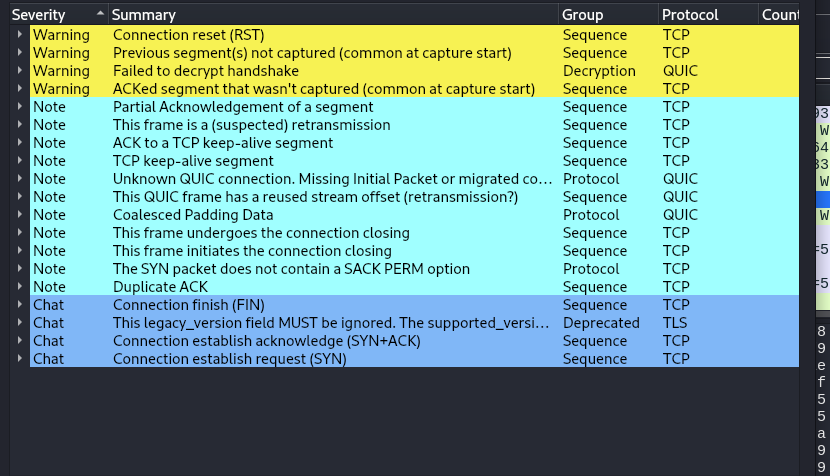 Severity Summary Group Protocol Count
Warning Connection reset (RST) Sequence TCP
Warning Previous segment(s) not captured (common at capture start) Sequence TCP
Warning Failed to decrypt handshake Decryption QUIC
Warning ACKed segment that wasn't captured (common at capture start) Sequence TCP
Note Partial Acknowledgement of a segment Sequence TCP
Note This frame is a (suspected) retransmission Sequence TCP
Note ACK to a TCP keep-alive segment Sequence TCP
Note TCP keep-alive segment Sequence TCP
Note Unknown QUIC connection. Missing Initial Packet or migrated co... Protocol QUIC
Note This QUIC frame has a reused stream offset (retransmission?) Sequence QUIC
Note Coalesced Padding Data Protocol QUIC
Note This frame undergoes the connection closing Sequence TCP
Note This frame initiates the connection closing Sequence TCP
Note The SYN packet does not contain a SACK PERM option Protocol TCP
Note Duplicate ACK Sequence TCP
Chat Connection finish (FIN) Sequence TCP
Chat This legacy_version field MUST be ignored. The supported_versi... Deprecated TLS
Chat Connection establish acknowledge (SYN+ACK) Sequence TCP
Chat Connection establish request (SYN) Sequence TCP
93
W
64
33
W
W
=5
=5
8
9
e
f
5
5
a
9
9